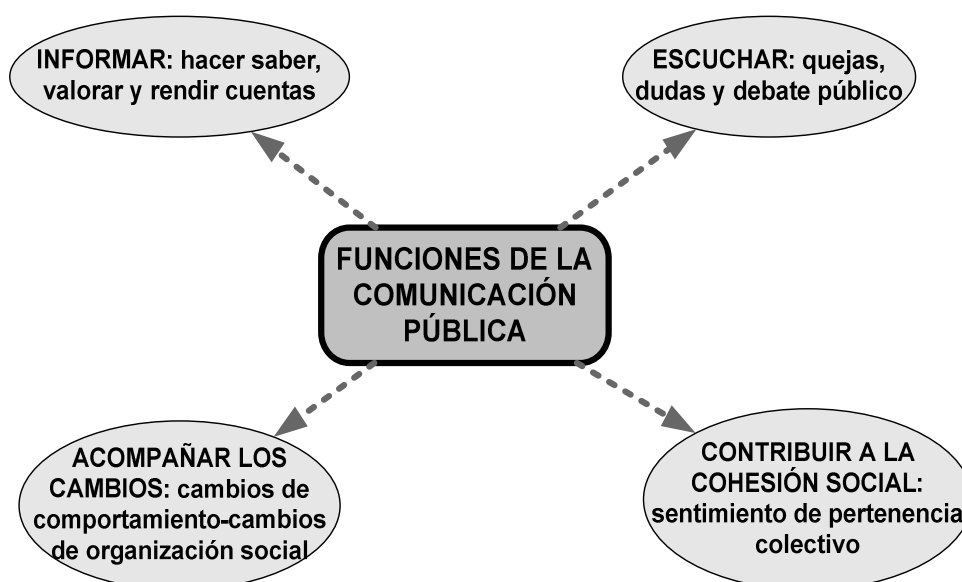 INFORMAR: hacer saber,
valorar y rendir cuentas
ESCUCHAR: quejas,
dudas y debate público
FUNCIONES DE LA
COMUNICACIÓN
PÚBLICA
ACOMPAÑAR LOS
CAMBIOS: cambios de
comportamiento-cambios
de organización social
CONTRIBUIR A LA
COHESIÓN SOCIAL:
sentimiento de pertenencia
colectivo